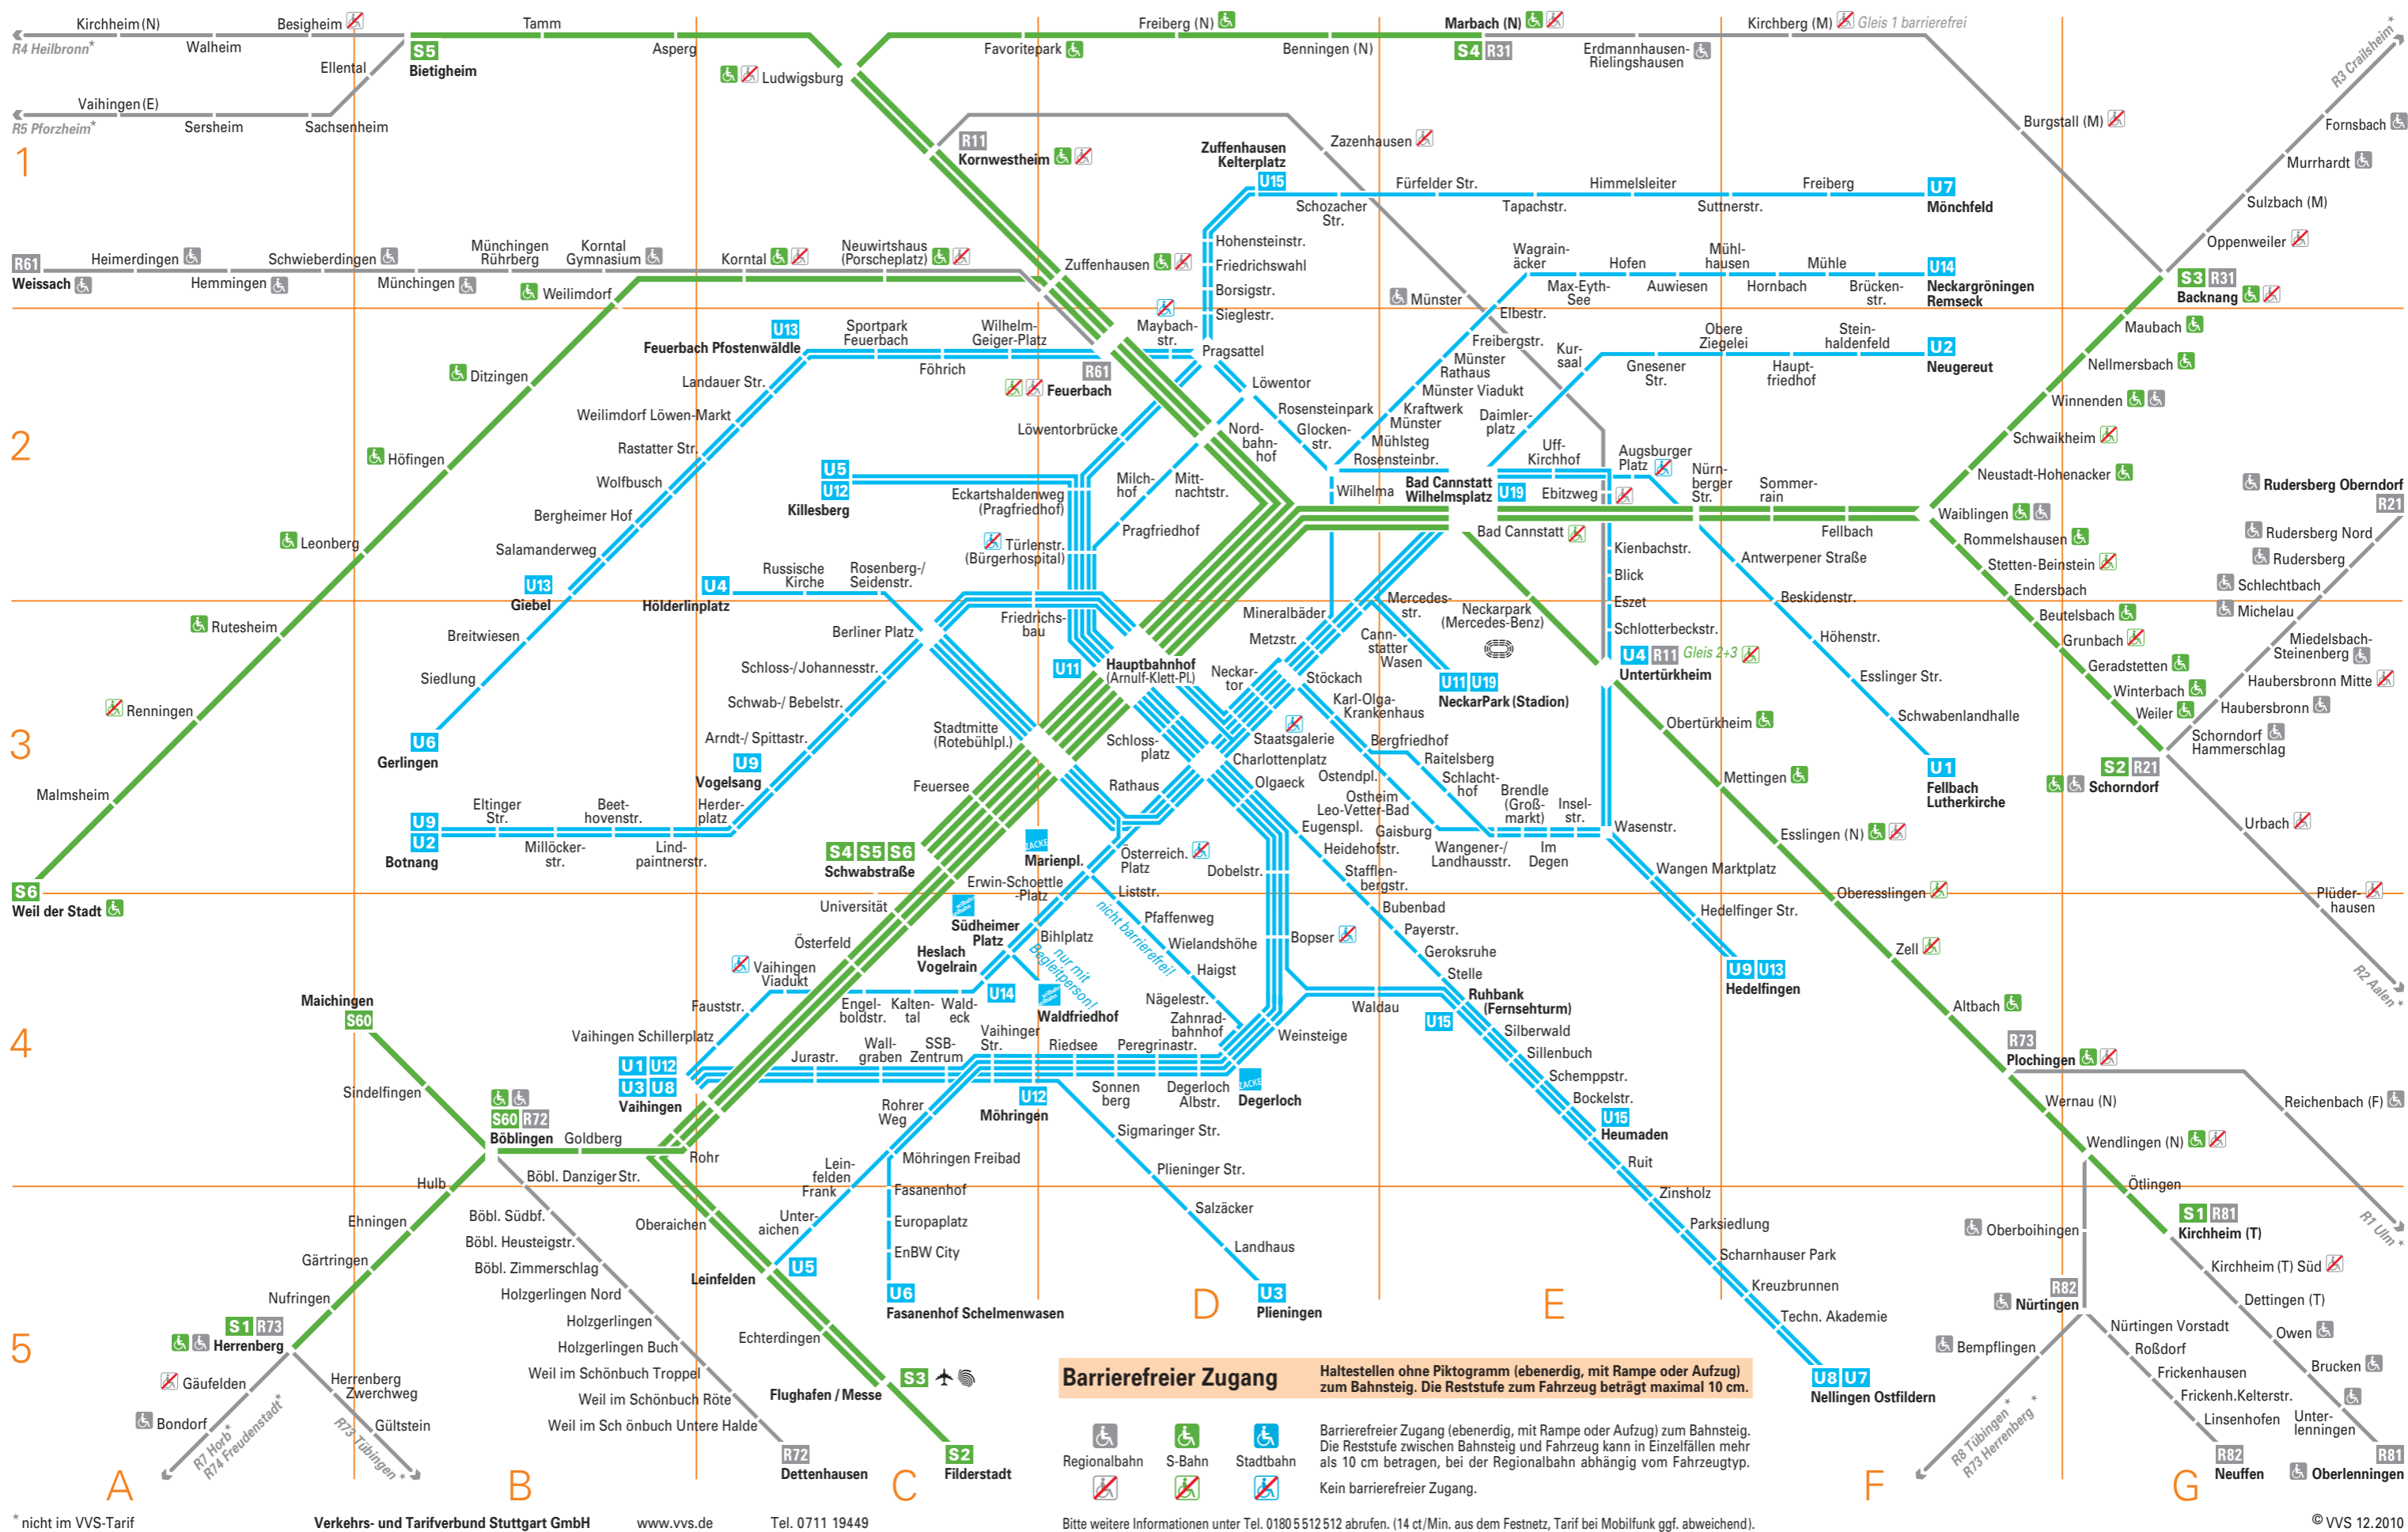 Kirchheim (N)
Besigheim
R4 Heilbronn*
Walheim
Ellental
S5
Bietigheim
Tamm
Asperg
Ludwigsburg
Favoritepark
Freiberg (N)
Benningen (N)
Marbach (N)
S4 R31
Erdmannhausen-
Rielingshausen
Kirchberg (M)
Gleis 1 barrierefrei
R3 Crailsheim*
Vaihingen (E)
R5 Pforzheim*
Sersheim
Sachsenheim
Burgstall (M)
Fornsbach
Murrhardt
Sulzbach (M)
Oppenweiler
1
R11
Kornwestheim
Zazenhausen
Zuffenhausen
Kelterplatz
U15
Schozacher
Str.
Fürfelder Str.
Tapachstr.
Himmelsleiter
Suttnerstr.
Freiberg
U7
Mönchfeld
R61
Weissach
Heimerdingen
Hemmingen
Schwieberdingen
Münchingen
Münchingen
Rührberg
Korntal
Gymnasium
Korntal
Neuwirtshaus
(Porscheplatz)
Zuffenhausen
Weilimdorf
Hohensteinstr.
Friedrichswahl
Borsigstr.
Sieglestr.
Münster
Wagrain-
äcker
Max-Eyth-
See
Hofen
Auwiesen
Mühl-
hausen
Hornbach
Mühle
Brücken-
str.
U14
Neckargröningen
Remseck
S3 R31
Backnang
Maubach
Nellmersbach
Winnenden
Schwaikheim
Neustadt-Hohenacker
Waiblingen
U13
Feuerbach Pfostenwäldle
Sportpark
Feuerbach
Föhrich
Wilhelm-
Geiger-Platz
R61
Feuerbach
Maybach-
str.
Pragsattel
Elbestr.
Freibergstr.
Münster
Rathaus
Münster Viadukt
Kraftwerk
Münster
Mühlsteg
Rosensteinbr.
Kur-
saal
Daimler-
platz
Gnesener
Str.
Obere
Ziegelei
Haupt-
friedhof
Stein-
haldenfeld
U2
Neugereut
2
Ditzingen
Höfingen
Leonberg
Rutesheim
Renningen
Malmsheim
S6
Weil der Stadt
Landauer Str.
Weilimdorf Löwen-Markt
Rastatter Str.
Wolfbusch
Bergheimer Hof
Salamanderweg
U13
Giebel
Breitwiesen
Siedlung
U6
Gerlingen
Löwentorbrücke
Löwentor
Rosensteinpark
Glocken-
str.
Nord-
bahn-
hof
Milch-
hof
Mitt-
nachtstr.
Pragfriedhof
U5
U12
Killesberg
Eckartshaldenweg
(Pragfriedhof)
Türlenstr.
(Bürgerhospital)
Wilhelma
Bad Cannstatt
Wilhelmsplatz
U19
Uff-
Kirchhof
Ebitzweg
Augsburger
Platz
Nürn-
berger
Str.
Sommer-
rain
Fellbach
Bad Cannstatt
Kienbachstr.
Blick
Eszet
Schlotterbeckstr.
Antwerpener Straße
Beskidenstr.
Höhenstr.
Esslinger Str.
Schwabenlandhalle
U1
Fellbach
Lutherkirche
Rommelshausen
Stetten-Beinstein
Endersbach
Beutelsbach
Grunbach
Geradstetten
Winterbach
Weiler
S2 R21
Schorndorf
Rudersberg Oberndorf
R21
Rudersberg Nord
Rudersberg
Schlechtbach
Michelau
Miedelsbach-
Steinenberg
Haubersbronn Mitte
Haubersbronn
Schorndorf
Hammerschlag
Urbach
Plüder-
hausen
R2 Aalen*
U4
Hölderlinplatz
Russische
Kirche
Rosenberg-/
Seidenstr.
Berliner Platz
Friedrichs-
bau
Schloss-/Johannesstr.
Schwab-/ Bebelstr.
Arndt-/ Spittastr.
U9
Vogelsang
U11
Hauptbahnhof
(Arnulf-Klett-Pl.)
Mineralbäder
Metzstr.
Neckar-
tor
Stöckach
Mercedes-
str.
Cann-
statter
Wasen
Neckarpark
(Mercedes-Benz)
U11 U19
NeckarPark (Stadion)
U4 R11 Gleis 2+3
Untertürkheim
Obertürkheim
Mettingen
Esslingen (N)
Oberesslingen
Zell
Altbach
3
Stadtmitte
(Rotebühlpl.)
Schloss-
platz
Staatsgalerie
Charlottenplatz
Olgaeck
Karl-Olga-
Krankenhaus
Bergfriedhof
Raitelsberg
Ostendpl.
Schlacht-
hof
Ostheim
Leo-Vetter-Bad
Brendle
(Groß-
markt)
Insel-
str.
Wasenstr.
Eugenspl.
Gaisburg
Wangener-/
Landhausstr.
Im
Degen
Heidehofstr.
Stafflen-
bergstr.
Bubenbad
Payerstr.
Geroksruhe
Stelle
Wangen Marktplatz
Hedelfinger Str.
U9 U13
Hedelfingen
Feuersee
Rathaus
U9
U2
Botnang
Eltinger
Str.
Millöcker-
str.
Beet-
hovenstr.
Lind-
paintnerstr.
Herder-
platz
S4 S5 S6
Schwabstraße
ZACKE
Marienpl.
Österreich.
Platz
Dobelstr.
Erwin-Schoettle
-Platz
Liststr.
Pfaffenweg
Wielandshöhe
Haigst
Nägelestr.
Zahnrad-
bahnhof
nicht barrierefrei!
Universität
Österfeld
Südheimer
Platz
Bihlplatz
Heslach
Vogelrain
nur mit
Begleitperson!
U14
Waldfriedhof
Bopser
Vaihingen
Viadukt
Fauststr.
Engel-
boldstr.
Kalten-
tal
Wald-
eck
Vaihingen Schillerplatz
Waldau
Ruhbank
(Fernsehturm)
U15
Weinsteige
4
Maichingen
S60
Sindelfingen
S60 R72
Böblingen
Goldberg
U1 U12
U3 U8
Vaihingen
Jurastr.
Wall-
graben
SSB-
Zentrum
Vaihinger
Str.
Riedsee
Peregrinastr.
U12
Möhringen
Sonnen
berg
Degerloch
Albstr.
ZACKE
Degerloch
Rohrer
Weg
Sigmaringer Str.
Plieninger Str.
Salzäcker
Landhaus
U3
Plieningen
Silberwald
Sillenbuch
Schemppstr.
Bockelstr.
U15
Heumaden
Ruit
Zinsholz
Parksiedlung
Scharnhauser Park
Kreuzbrunnen
Techn. Akademie
U8 U7
Nellingen Ostfildern
R73
Plochingen
Wernau (N)
Reichenbach (F)
Wendlingen (N)
Ötlingen
S1 R81
Kirchheim (T)
R1 Ulm*
Rohr
Böbl. Danziger Str.
Hulb
Ehningen
Gärtringen
Nufringen
S1 R73
Herrenberg
Gäufelden
Bondorf
R7 Horb*
R74 Freudenstadt*
Herrenberg
Zwerchweg
Gültstein
R73 Tübingen*
Böbl. Südbf.
Böbl. Heusteigstr.
Böbl. Zimmerschlag
Holzgerlingen Nord
Holzgerlingen
Holzgerlingen Buch
Weil im Schönbuch Troppel
Weil im Schönbuch Röte
Weil im Sch önbuch Untere Halde
R72
Dettenhausen
Oberaichen
Leinfelden
Echterdingen
Flughafen / Messe
S3
S2
Filderstadt
Lein-
felden
Frank
Unter-
aichen
U5
Möhringen Freibad
Fasanenhof
Europaplatz
EnBW City
U6
Fasanenhof Schelmenwasen
Oberboihingen
R82
Nürtingen
Bempflingen
R8 Tübingen*
R73 Herrenberg*
Nürtingen Vorstadt
Roßdorf
Frickenhausen
Frickenh.Kelterstr.
Linsenhofen
R82
Neuffen
Kirchheim (T) Süd
Dettingen (T)
Owen
Brucken
Unter-
lenningen
R81
Oberlenningen
5
A
B
C
D
E
F
G
Barrierefreier Zugang
Haltestellen ohne Piktogramm (ebenerdig, mit Rampe oder Aufzug)
zum Bahnsteig. Die Reststufe zum Fahrzeug beträgt maximal 10 cm.
Regionalbahn
S-Bahn
Stadtbahn
Barrierefreier Zugang (ebenerdig, mit Rampe oder Aufzug) zum Bahnsteig.
Die Reststufe zwischen Bahnsteig und Fahrzeug kann in Einzelfällen mehr
als 10 cm betragen, bei der Regionalbahn abhängig vom Fahrzeugtyp.
Kein barrierefreier Zugang.
* nicht im VVS-Tarif
Verkehrs- und Tarifverbund Stuttgart GmbH
www.vvs.de
Tel. 0711 19449
Bitte weitere Informationen unter Tel. 01805 512 512 abrufen. (14 ct/Min. aus dem Festnetz, Tarif bei Mobilfunk ggf. abweichend).
© VVS 12.2010